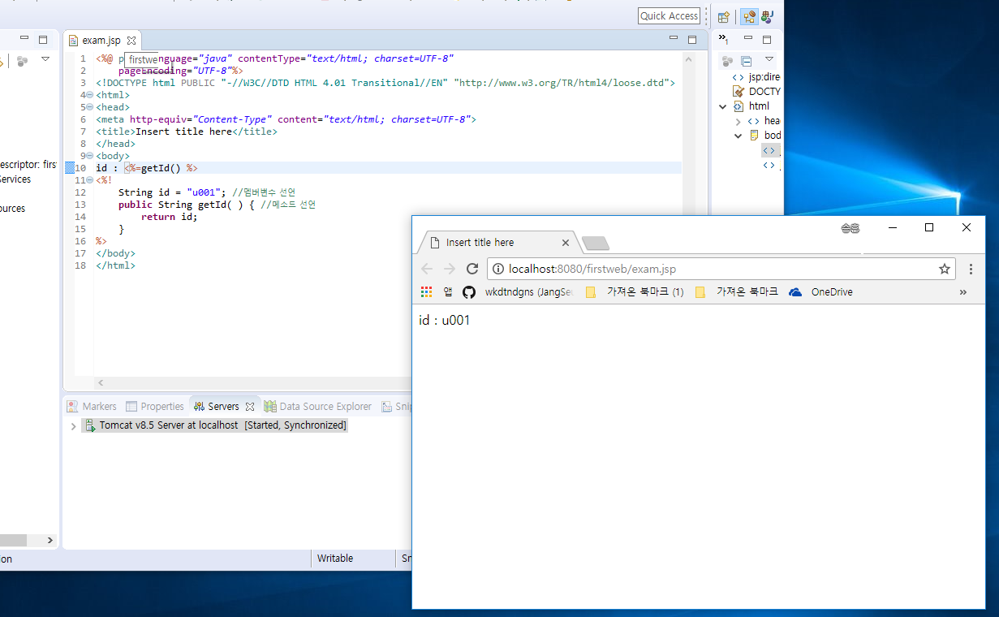 Quick Access
exam.jsp
1 <%@ p
firstwe
nguage="java" contentType="text/html; charset=UTF-8"
2 pageEncoding="UTF-8"%>
3 <!DOCTYPE html PUBLIC "-//W3C//DTD HTML 4.01 Transitional//EN" "http://www.w3.org/TR/html4/loose.dtd">
4 <html>
5 <head>
6 <meta http-equiv="Content-Type" content="text/html; charset=UTF-8">
7 <title>Insert title here</title>
8 </head>
9 <body>
10 id : <%=getId() %>
11 <%!
12 String id = "u001"; //멤버변수 선언
13 public String getId( ) { //메소드 선언
14 return id;
15 }
16 %>
17 </body>
18 </html>
escriptor: firs
Services
ources
jsp:dire
DOCTY
html
hea
bod
Markers Properties Servers Data Source Explorer Snip
Tomcat v8.5 Server at localhost [Started, Synchronized]
ion
Writable
Sm
승훈
Insert title here
localhost:8080/firstweb/exam.jsp
앱 wkdtndgns (JangSeu 가져온 북마크 (1) 가져온 북마크 OneDrive »
id : u001